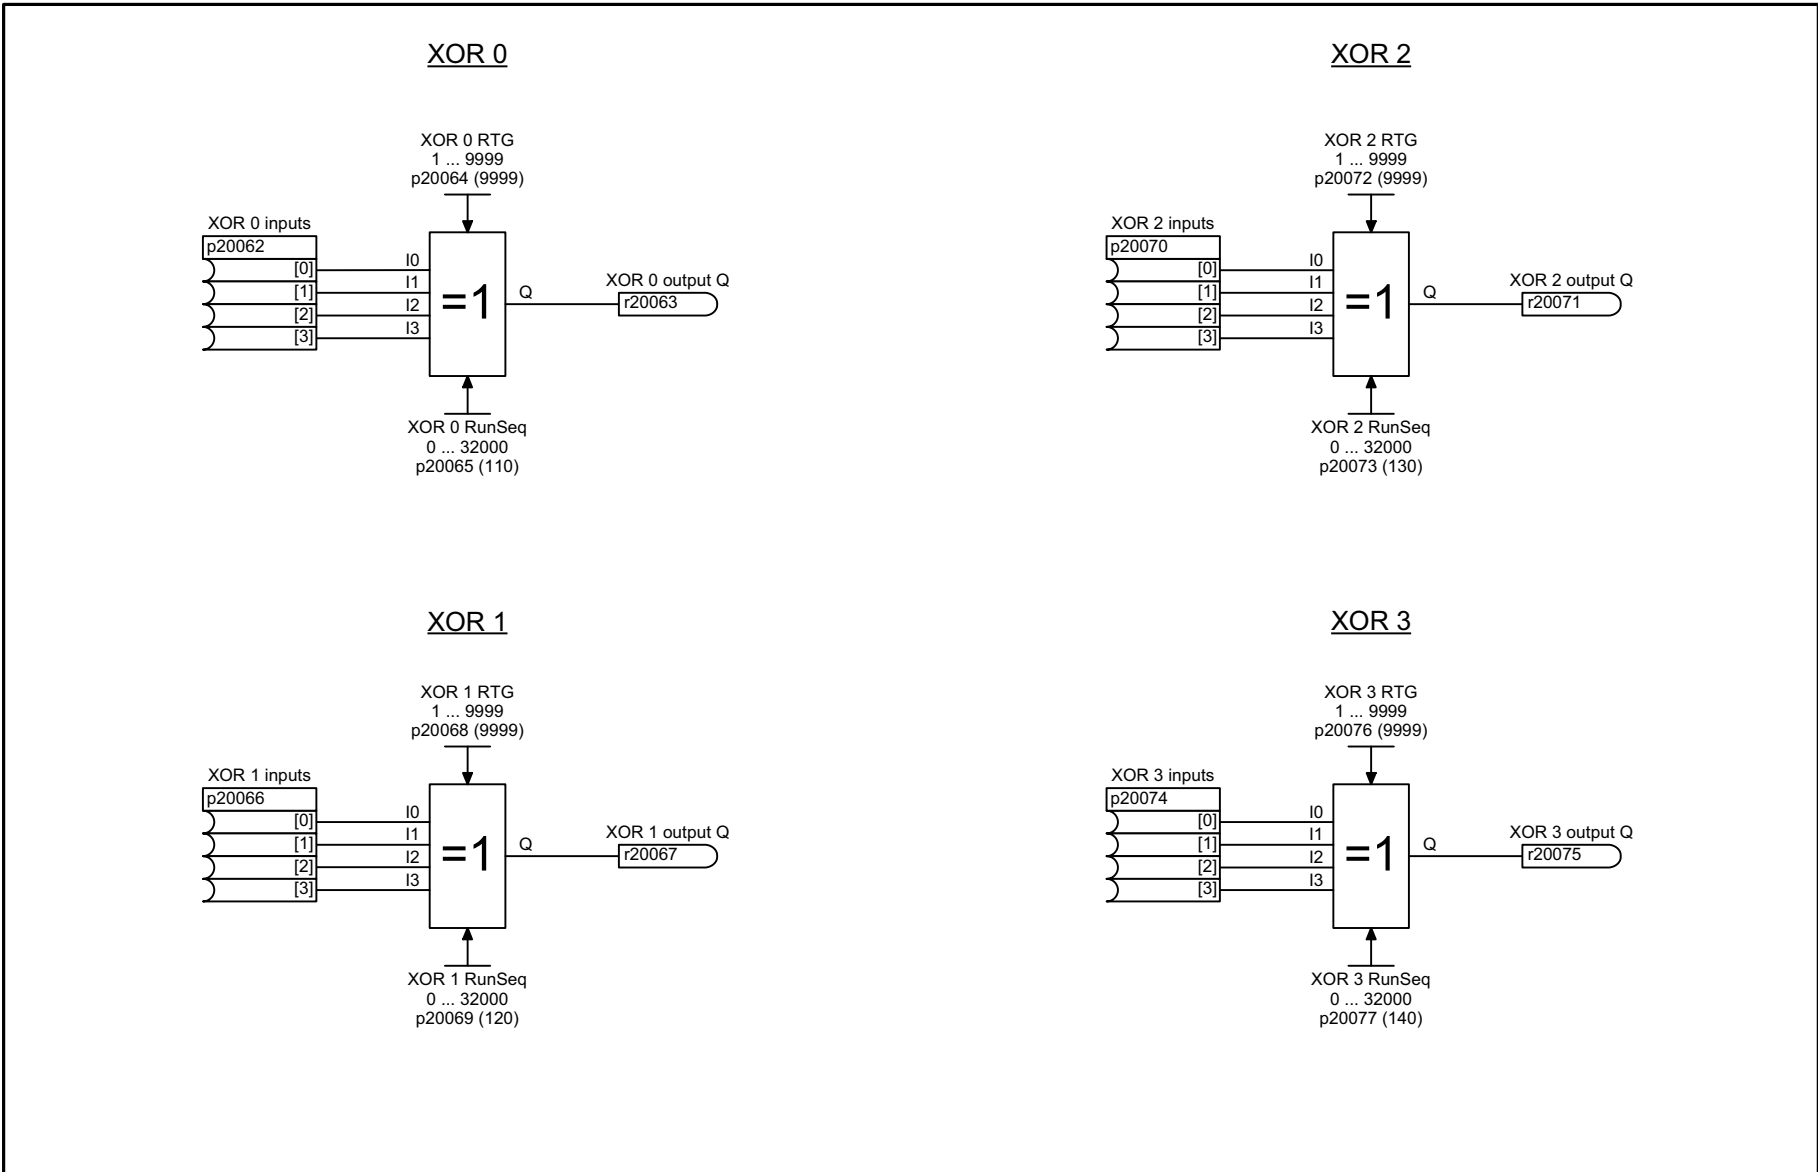 XOR 0
XOR 0 RTG
1 ... 9999
p20064 (9999)
XOR 0 inputs
p20062
[0]
[1]
[2]
[3]
I0
I1
I2
I3
=1
Q
XOR 0 output Q
r20063
XOR 0 RunSeq
0 ... 32000
p20065 (110)
XOR 2
XOR 2 RTG
1 ... 9999
p20072 (9999)
XOR 2 inputs
p20070
[0]
[1]
[2]
[3]
I0
I1
I2
I3
=1
Q
XOR 2 output Q
r20071
XOR 2 RunSeq
0 ... 32000
p20073 (130)
XOR 1
XOR 1 RTG
1 ... 9999
p20068 (9999)
XOR 1 inputs
p20066
[0]
[1]
[2]
[3]
I0
I1
I2
I3
=1
Q
XOR 1 output Q
r20067
XOR 1 RunSeq
0 ... 32000
p20069 (120)
XOR 3
XOR 3 RTG
1 ... 9999
p20076 (9999)
XOR 3 inputs
p20074
[0]
[1]
[2]
[3]
I0
I1
I2
I3
=1
Q
XOR 3 output Q
r20075
XOR 3 RunSeq
0 ... 32000
p20077 (140)